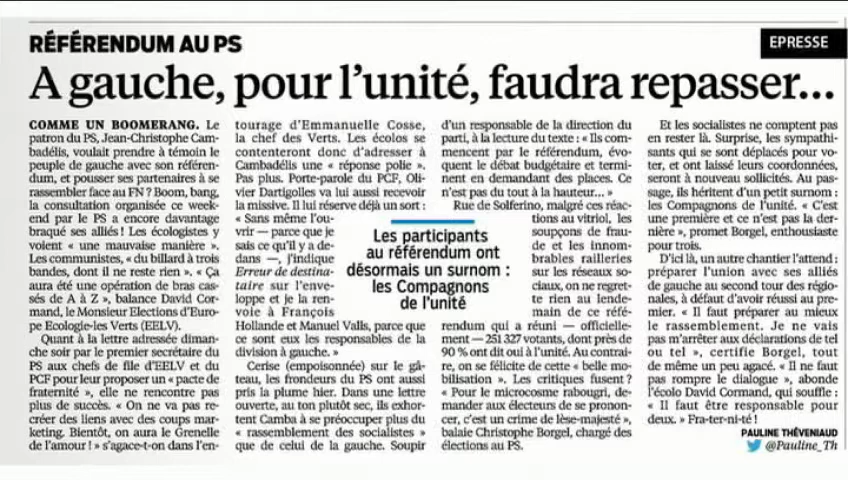 RÉFÉRENDUM AU PS
EPRESSE
A gauche, pour l'unité, faudra repasser...
COMME UN BOOMERANG. Le
patron du PS, Jean-Christophe Cam-
badélis, voulait prendre à témoin le
peuple de gauche avec son référen-
dum, et pousser ses partenaires à se
rassembler face au FN ? Boom, bang,
la consultation organisée ce week-
end par le PS a encore davantage
braqué ses alliés ! Les écologistes y
voient « une mauvaise manière ».
Les communistes, « du billard à trois
bandes, dont il ne reste rien ». « Ça
aura été une opération de bras cas-
sés de A à Z », balance David Cor-
mand, le Monsieur Elections d'Euro-
pe Ecologie-les Verts (EELV).
Quant à la lettre adressée diman-
che soir par le premier secrétaire du
PS aux chefs de file d'EELV et du
PCF pour leur proposer un « pacte de
fraternité », elle ne rencontre pas
plus de succès. « On ne va pas re-
créer des liens avec des coups mar-
keting. Bientôt, on aura le Grenelle
de l'amour ! » s'agace-t-on dans l'en-
tourage d'Emmanuelle Cosse,
la chef des Verts. Les écolos se
contenteront donc d'adresser à
Cambadélis une « réponse polie ».
Pas plus. Porte-parole du PCF, Oli-
vier Dartigolles va lui aussi recevoir
la missive. Il lui réserve déjà un sort :
« Sans même l'ou-
vrir — parce que je
sais ce qu'il y a de-
dans —, j'indique
Erreur de destina-
taire sur l'enve-
loppe et je la ren-
voie à François
Hollande et Manuel Valls, parce que
ce sont eux les responsables de la
division à gauche. »
Cerise (empoisonnée) sur le gâ-
teau, les frondeurs du PS ont aussi
pris la plume hier. Dans une lettre
ouverte, au ton plutôt sec, ils exhor-
tent Camba à se préoccuper plus du
« rassemblement des socialistes »
que de celui de la gauche. Soupir
Les participants
au référendum ont
désormais un surnom :
les Compagnons
de l'unité
d'un responsable de la direction du
parti, à la lecture du texte : « Ils com-
mencent par le référendum, évo-
quent le débat budgétaire et termi-
nent en demandant des places. Ce
n'est pas du tout à la hauteur... »
Rue de Solferino, malgré ces réac-
tions au vitriol, les
soupçons de frau-
de et les innom-
brables railleries
sur les réseaux so-
ciaux, on ne regret-
te rien au lende-
main de ce réfé-
rendum qui a réuni — officielle-
ment — 251 327 votants, dont près de
90 % ont dit oui à l'unité. Au contrai-
re, on se félicite de cette « belle mo-
bilisation ». Les critiques fusent ?
« Pour le microcosme rabougri, de-
mander aux électeurs de se pronon-
cer, c'est un crime de lèse-majesté »,
balaie Christophe Borgel, chargé des
élections au PS.
Et les socialistes ne comptent pas
en rester là. Surprise, les sympathi-
sants qui se sont déplacés pour vo-
ter, et ont laissé leur coordonnées,
seront à nouveau sollicités. Au pas-
sage, ils héritent d'un petit surnom :
les Compagnons de l'unité. « C'est
une première et ce n'est pas la der-
nière », promet Borgel, enthousiaste
pour trois.
D'ici là, un autre chantier l'attend :
préparer l'union avec ses alliés
de gauche au second tour des régio-
nales, à défaut d'avoir réussi au pre-
mier. « Il faut préparer au mieux
le rassemblement. Je ne vais
pas m'arrêter aux déclarations de tel
ou tel », certifie Borgel, tout
de même un peu agacé. « Il ne faut
pas rompre le dialogue », abonde
l'écolo David Cormand, qui souffle :
« Il faut être responsable pour
deux. » Fra-ter-ni-té !
PAULINE THÉVENIAUD
@Pauline_Th